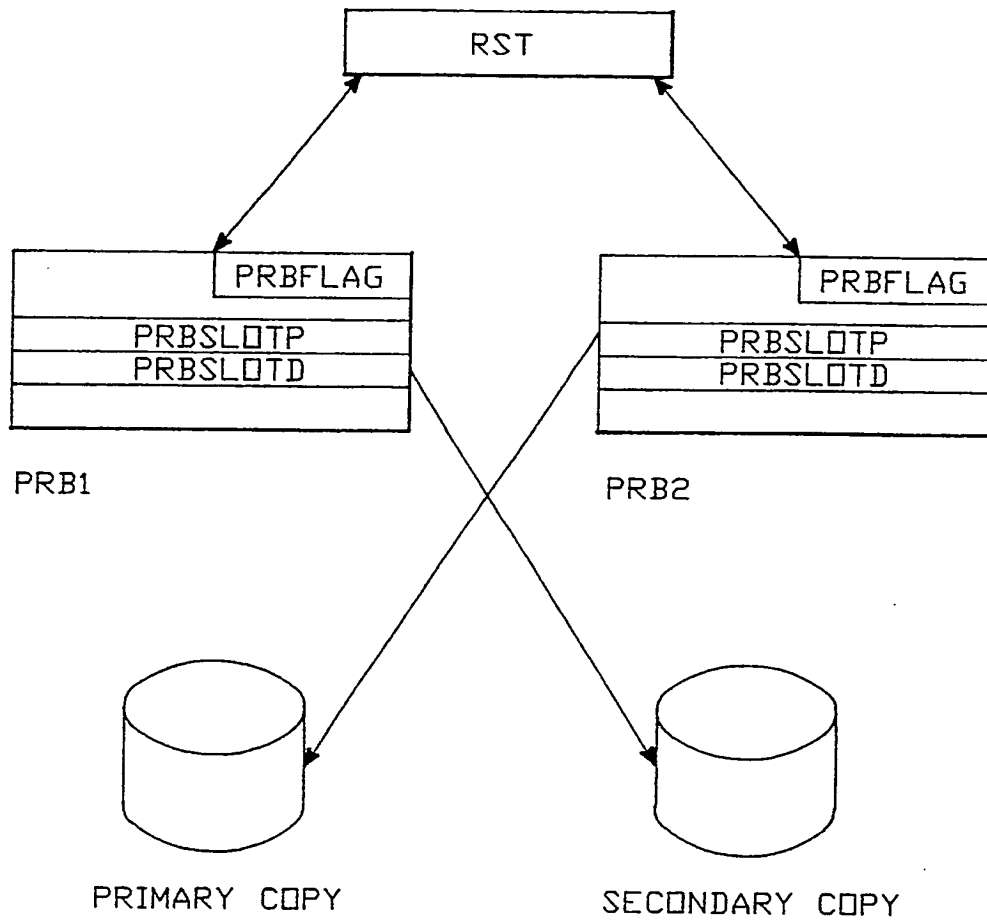 RST
PRBFLAG
PRBSLOTP
PRBSLOTD
PRB1
PRBFLAG
PRBSLOTP
PRBSLOTD
PRB2
PRIMARY COPY
SECONDARY COPY